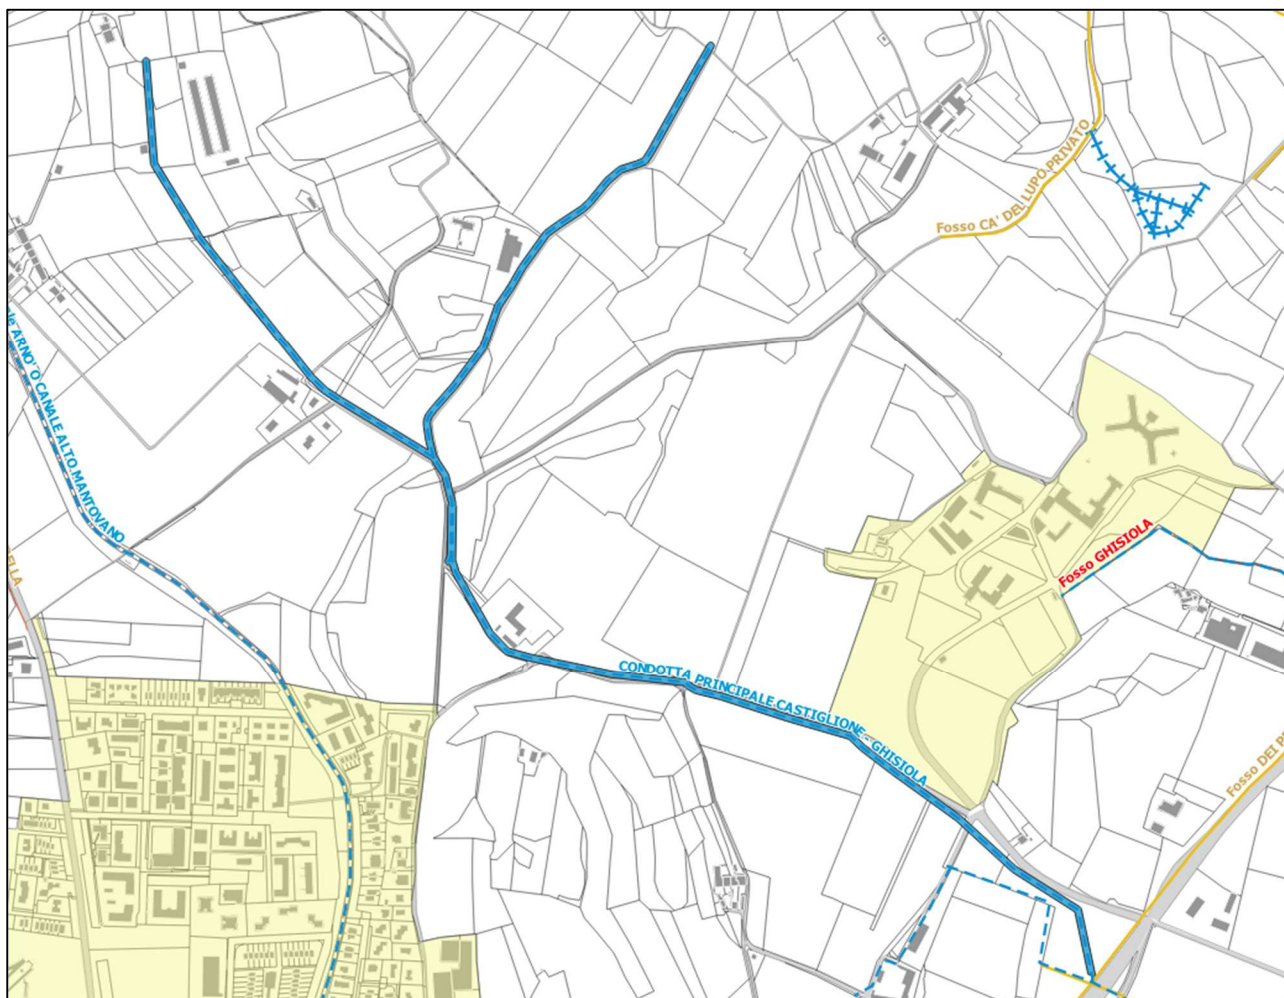 Fosso CA' DEL LUPO PRIVATO
ARNO' O CANALE ALTO MANTOVANO
Fosso GHISIOLA
CONDOTTA PRINCIPALE CASTIGLIONE - GHISIOLA
Fosso DEI